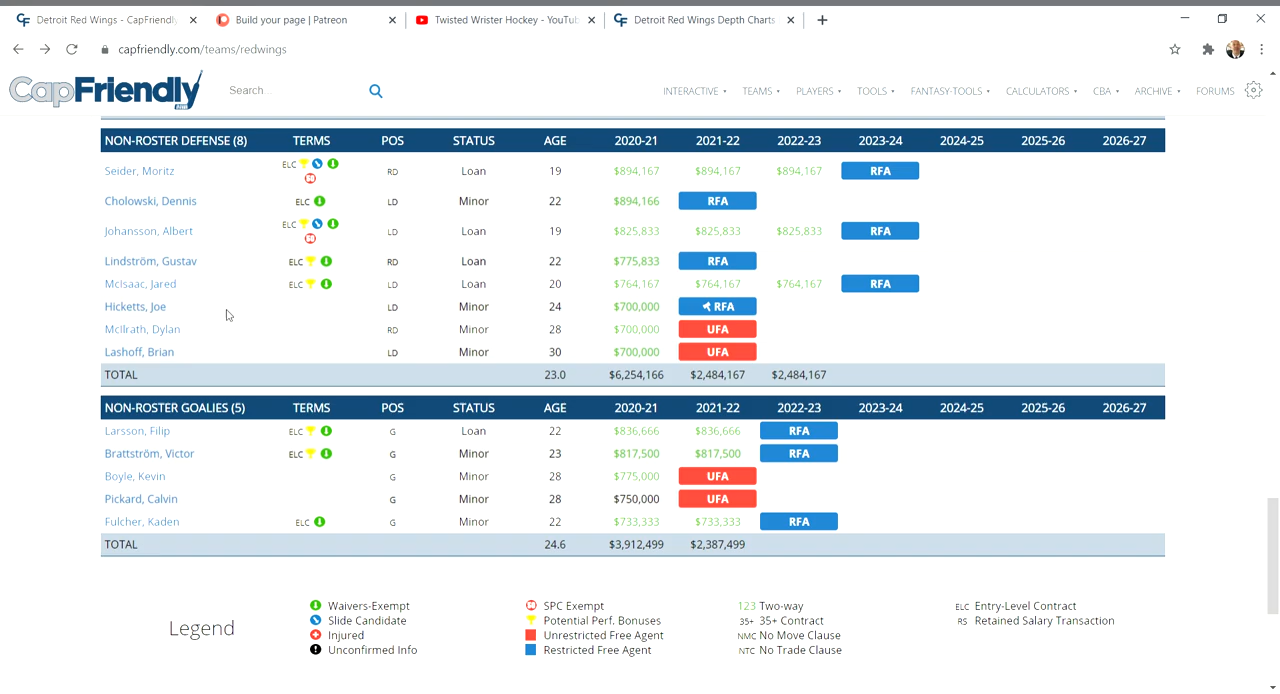 Detroit Red Wings - CapFriendly
Build your page | Patreon
Twisted Wrister Hockey - YouTub
Detroit Red Wings Depth Charts
capfriendly.com/teams/redwings
CapFriendly
Search...
INTERACTIVE TEAMS PLAYERS TOOLS FANTASY-TOOLS CALCULATORS CBA ARCHIVE FORUMS
NON-ROSTER DEFENSE (8) TERMS POS STATUS AGE 2020-21 2021-22 2022-23 2023-24 2024-25 2025-26 2026-27
Seider, Moritz ELC RD Loan 19 $894,167 $894,167 $894,167 RFA
Cholowski, Dennis ELC LD Minor 22 $894,166 RFA
Johansson, Albert ELC LD Loan 19 $825,833 $825,833 $825,833 RFA
Lindström, Gustav ELC RD Loan 22 $775,833 RFA
McIsaac, Jared ELC LD Loan 20 $764,167 $764,167 $764,167 RFA
Hicketts, Joe LD Minor 24 $700,000 RFA
McIlrath, Dylan RD Minor 28 $700,000 UFA
Lashoff, Brian LD Minor 30 $700,000 UFA
TOTAL 23.0 $6,254,166 $2,484,167 $2,484,167
NON-ROSTER GOALIES (5) TERMS POS STATUS AGE 2020-21 2021-22 2022-23 2023-24 2024-25 2025-26 2026-27
Larsson, Filip ELC G Loan 22 $836,666 $836,666 RFA
Brattström, Victor ELC G Minor 23 $817,500 $817,500 RFA
Boyle, Kevin G Minor 28 $775,000 UFA
Pickard, Calvin G Minor 28 $750,000 UFA
Fulcher, Kaden ELC G Minor 22 $733,333 $733,333 RFA
TOTAL 24.6 $3,912,499 $2,387,499
Legend
Waivers-Exempt SPC Exempt 123 Two-way ELC Entry-Level Contract
Slide Candidate Potential Perf. Bonuses 35+ 35+ Contract RS Retained Salary Transaction
Injured Unrestricted Free Agent NMC No Move Clause
Unconfirmed Info Restricted Free Agent NTC No Trade Clause